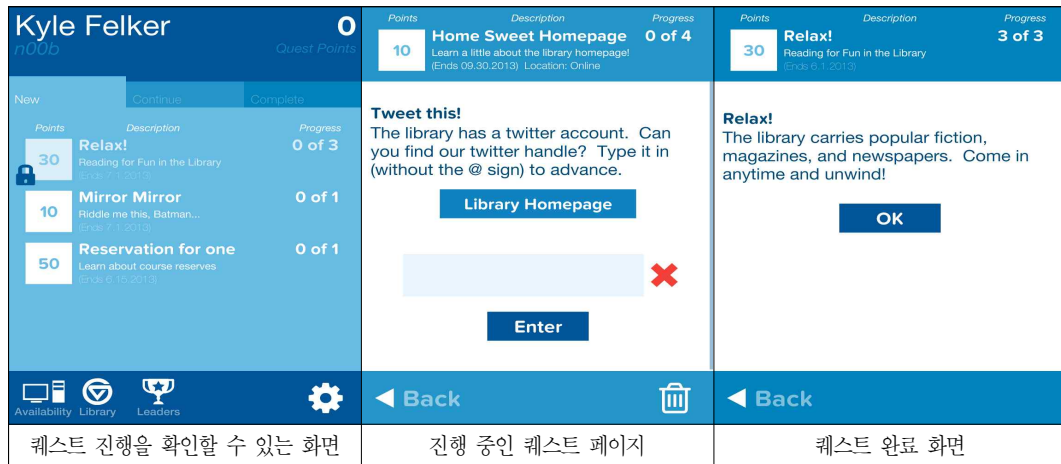 Kyle Felker
0
n00b
Quest Points
New
Continue
Complete
Points
Description
Progress
30
Relax!
0 of 3
Reading for Fun in the Library
(Ends 7.1.2013)
10
Mirror Mirror
0 of 1
Riddle me this, Batman...
(Ends 7.1.2013)
50
Reservation for one
0 of 1
Learn about course reserves
(Ends 6.16.2013)
Availability
Library
Leaders
퀘스트 진행을 확인할 수 있는 화면
Points
Description
Progress
10
Home Sweet Homepage
0 of 4
Learn a little about the library homepage!
(Ends 09.30.2013) Location: Online
Tweet this!
The library has a twitter account. Can
you find our twitter handle? Type it in
(without the @ sign) to advance.
Library Homepage
Enter
Back
진행 중인 퀘스트 페이지
Points
Description
Progress
30
Relax!
3 of 3
Reading for Fun in the Library
(Ends 6.1.2013)
Relax!
The library carries popular fiction,
magazines, and newspapers. Come in
anytime and unwind!
OK
Back
퀘스트 완료 화면